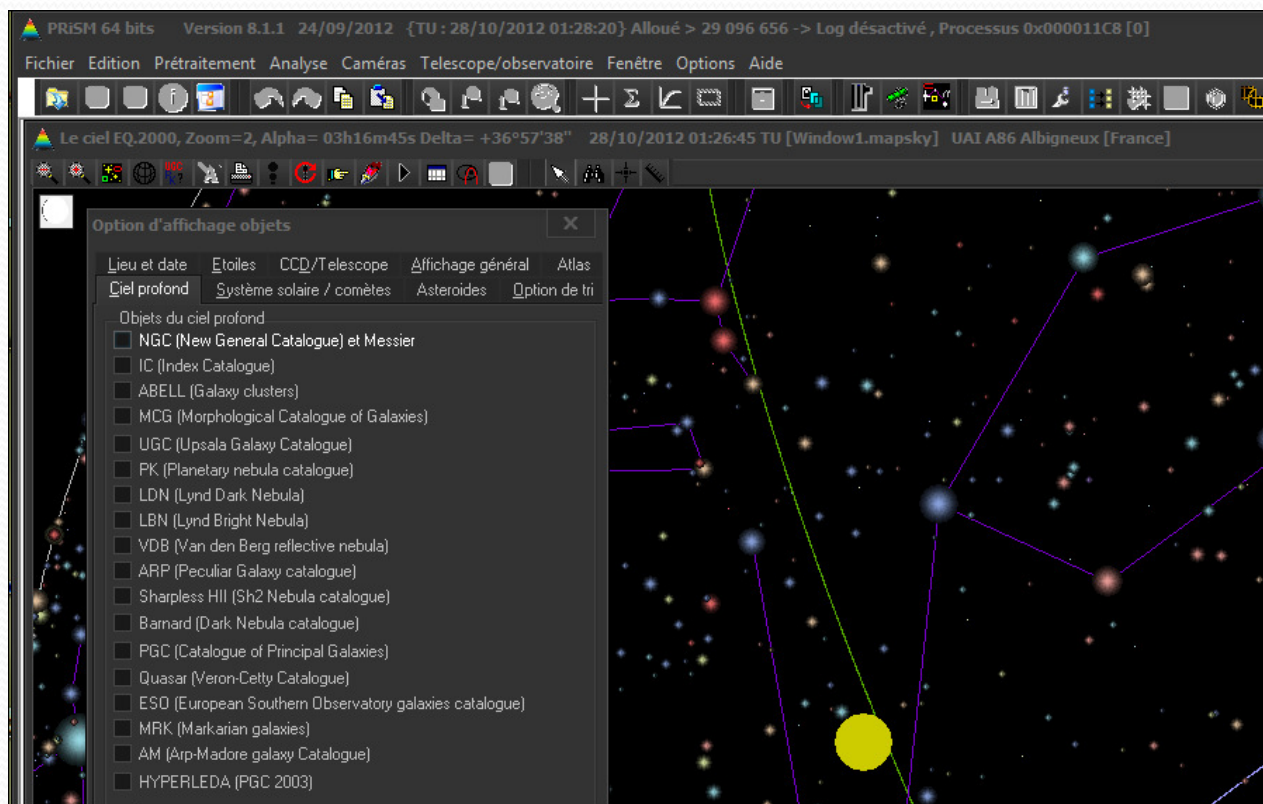 PRiSM 64 bits Version 8.1.1 24/09/2012 {TU : 28/10/2012 01:28:20} Alloué > 29 096 656 -> Log désactivé , Processus 0x000011C8 [0]
Fichier Edition Prétraitement Analyse Caméras Telescope/observatoire Fenêtre Options Aide
Le ciel EQ.2000, Zoom=2, Alpha= 03h16m45s Delta= +36°57'38" 28/10/2012 01:26:45 TU [Window1.mapsky] UAI A86 Albigneux [France]
Option d'affichage objets
Lieu et date Etoiles CCD/Telescope Affichage général Atlas
Ciel profond Système solaire / comètes Asteroides Option de tri
Objets du ciel profond
NGC (New General Catalogue) et Messier
IC (Index Catalogue)
ABELL (Galaxy clusters)
MCG (Morphological Catalogue of Galaxies)
UGC (Upsala Galaxy Catalogue)
PK (Planetary nebula catalogue)
LDN (Lynd Dark Nebula)
LBN (Lynd Bright Nebula)
VDB (Van den Berg reflective nebula)
ARP (Peculiar Galaxy catalogue)
Sharpless HII (Sh2 Nebula catalogue)
Barnard (Dark Nebula catalogue)
PGC (Catalogue of Principal Galaxies)
Quasar (Veron-Cetty Catalogue)
ESO (European Southern Observatory galaxies catalogue)
MRK (Markarian galaxies)
AM (Arp-Madore galaxy Catalogue)
HYPERLEDA (PGC 2003)